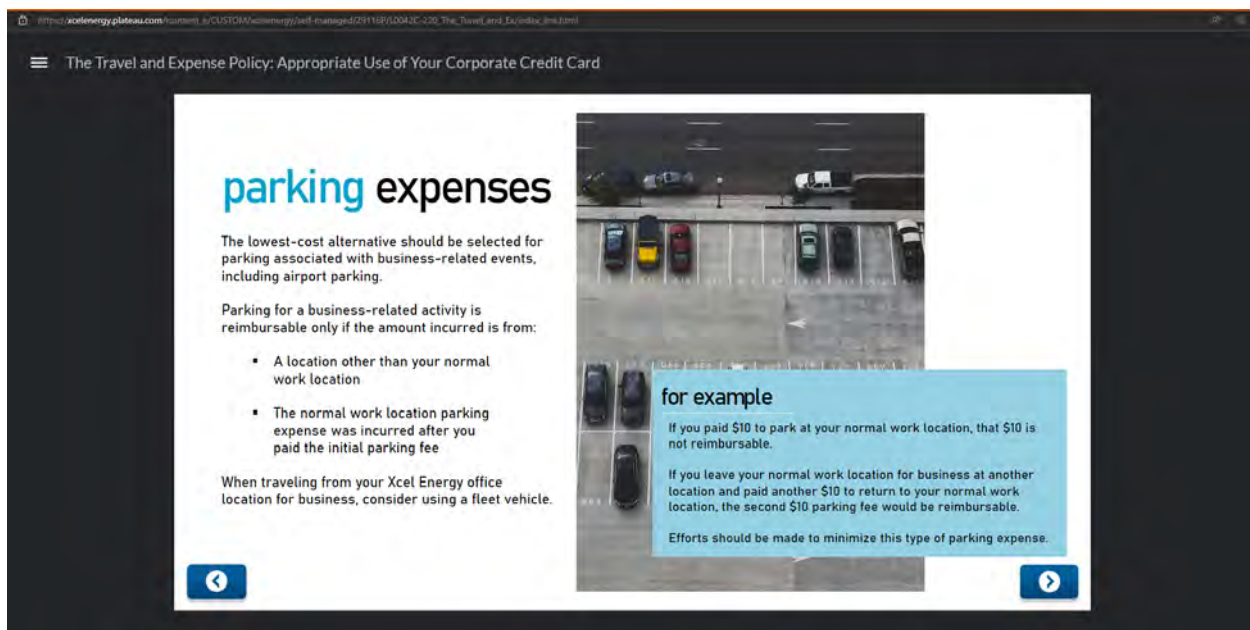 The Travel and Expense Policy: Appropriate Use of Your Corporate Credit Card
parking expenses
The lowest-cost alternative should be selected for
parking associated with business-related events,
including airport parking.
Parking for a business-related activity is
reimbursable only if the amount incurred is from:
▪ A location other than your normal
work location
▪ The normal work location parking
expense was incurred after you
paid the initial parking fee
When traveling from your Xcel Energy office
location for business, consider using a fleet vehicle.
for example
If you paid $10 to park at your normal work location, that $10 is
not reimbursable.
If you leave your normal work location for business at another
location and paid another $10 to return to your normal work
location, the second $10 parking fee would be reimbursable.
Efforts should be made to minimize this type of parking expense.